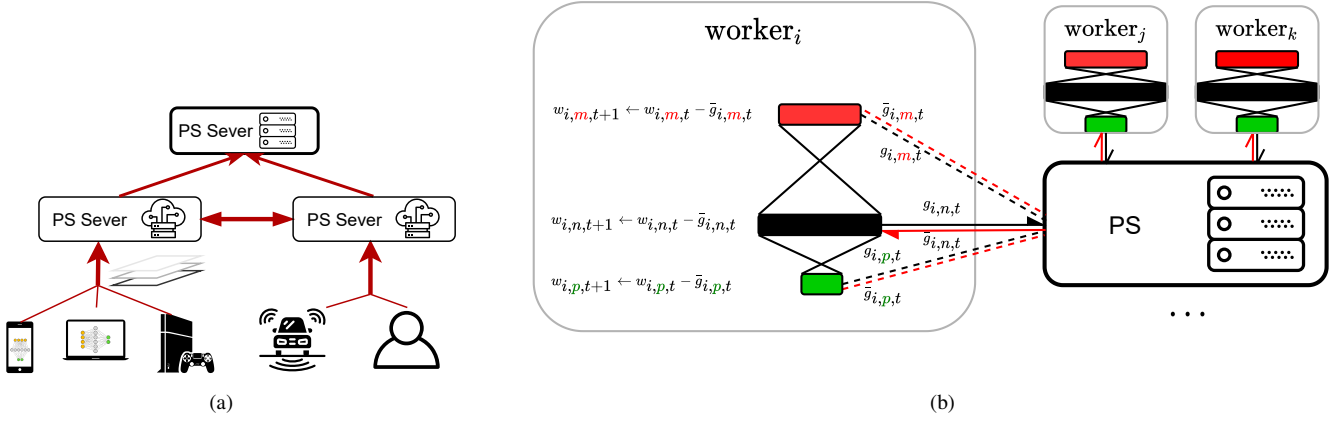 PS Sever
PS Sever
PS Sever
(a)
worker_i
w_{i,m,t+1} ← w_{i,m,t} − ḡ_{i,m,t}
ḡ_{i,m,t}
g_{i,m,t}
w_{i,n,t+1} ← w_{i,n,t} − ḡ_{i,n,t}
g_{i,n,t}
ḡ_{i,n,t}
g_{i,p,t}
w_{i,p,t+1} ← w_{i,p,t} − ḡ_{i,p,t}
ḡ_{i,p,t}
worker_j
worker_k
PS
...
(b)